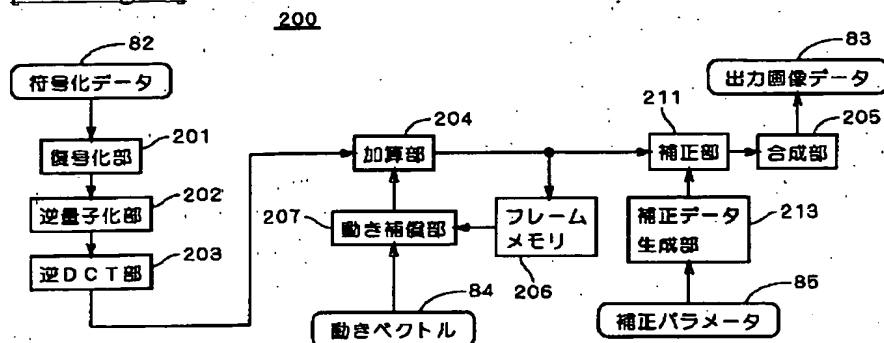 200
82
符号化データ
201
復号化部
202
逆量子化部
203
逆DCT部
204
加算部
207
動き補償部
フレーム
メモリ
206
84
動きベクトル
83
出力画像データ
211
補正部
205
合成部
補正データ
生成部
213
85
補正パラメータ